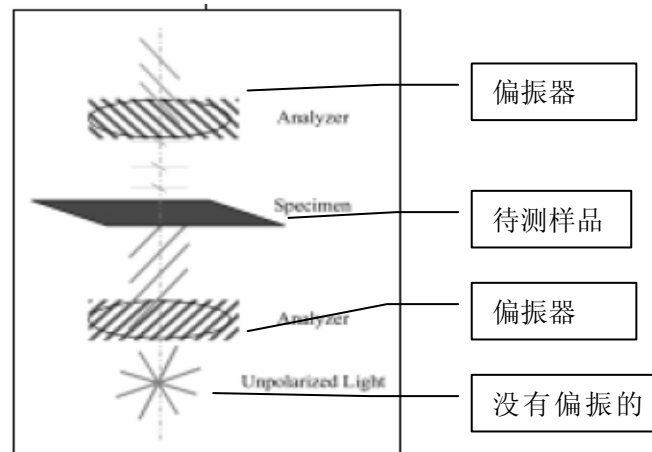 偏振器
Analyzer
Specimen
待测样品
偏振器
Analyzer
Unpolarized Light
没有偏振的